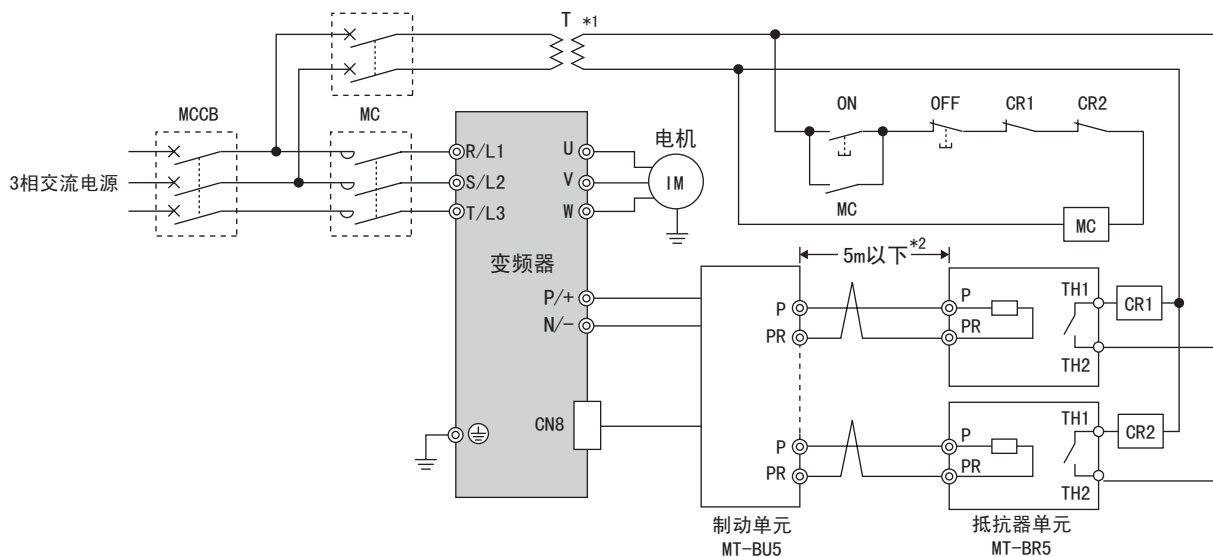 T *1
MCCB
MC
ON
OFF
CR1
CR2
3相交流电源
R/L1
S/L2
T/L3
U
V
W
电机
IM
MC
MC
变频器
P/+
N/-
CN8
5m以下*2
P
PR
P
PR
TH1
TH2
CR1
P
PR
P
PR
TH1
TH2
CR2
制动单元
MT-BU5
抵抗器单元
MT-BR5